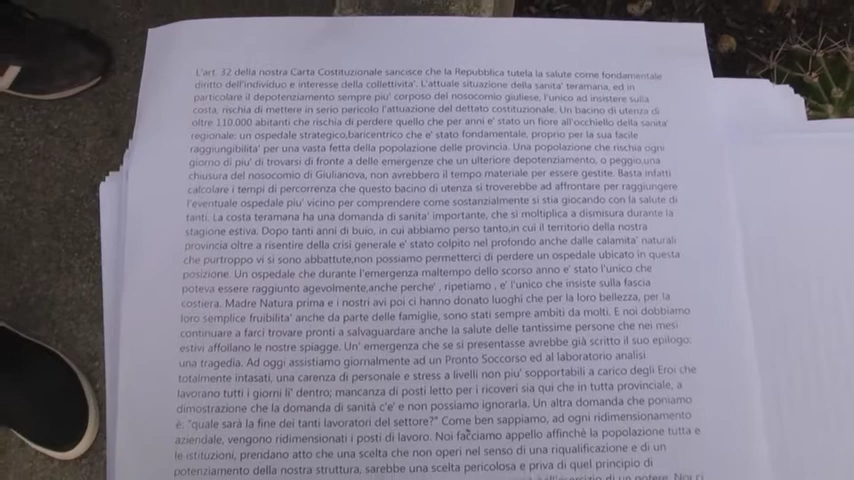 L'art. 32 della nostra Carta Costituzionale sancisce che la Repubblica tutela la salute come fondamentale
diritto dell'individuo e interesse della collettivita'. L'attuale situazione della sanita' teramana, ed in
particolare il depotenziamento sempre piu' corposo del nosocomio giuliese, l'unico ad insistere sulla
costa, rischia di mettere in serio pericolo l'attuazione del dettato costituzionale. Un bacino di utenza di
oltre 110.000 abitanti che rischia di perdere quello che per anni e' stato un fiore all'occhiello della sanita'
regionale: un ospedale strategico,baricentrico che e' stato fondamentale, proprio per la sua facile
raggiungibilita' per una vasta fetta della popolazione delle provincia. Una popolazione che rischia ogni
giorno di piu' di trovarsi di fronte a delle emergenze che un ulteriore depotenziamento, o peggio,una
chiusura del nosocomio di Giulianova, non avrebbero il tempo materiale per essere gestite. Basta infatti
calcolare i tempi di percorrenza che questo bacino di utenza si troverebbe ad affrontare per raggiungere
l'eventuale ospedale piu' vicino per comprendere come sostanzialmente si stia giocando con la salute di
tanti. La costa teramana ha una domanda di sanita' importante, che si moltiplica a dismisura durante la
stagione estiva. Dopo tanti anni di buio, in cui abbiamo perso tanto,in cui il territorio della nostra
provincia oltre a risentire della crisi generale e' stato colpito nel profondo anche dalle calamita' naturali
che purtroppo vi si sono abbattute,non possiamo permetterci di perdere un ospedale ubicato in questa
posizione. Un ospedale che durante l'emergenza maltempo dello scorso anno e' stato l'unico che
poteva essere raggiunto agevolmente,anche perche' , ripetiamo , e' l'unico che insiste sulla fascia
costiera. Madre Natura prima e i nostri avi poi ci hanno donato luoghi che per la loro bellezza, per la
loro semplice fruibilita' anche da parte delle famiglie, sono stati sempre ambiti da molti. E noi dobbiamo
continuare a farci trovare pronti a salvaguardare anche la salute delle tantissime persone che nei mesi
estivi affollano le nostre spiagge. Un' emergenza che se si presentasse avrebbe già scritto il suo epilogo:
una tragedia. Ad oggi assistiamo giornalmente ad un Pronto Soccorso ed al laboratorio analisi
totalmente intasati, una carenza di personale e stress a livelli non piu' sopportabili a carico degli Eroi che
lavorano tutti i giorni li' dentro; mancanza di posti letto per i ricoveri sia qui che in tutta provinciale, a
dimostrazione che la domanda di sanità c'e' e non possiamo ignorarla. Un altra domanda che poniamo
è: "quale sarà la fine dei tanti lavoratori del settore?" Come ben sappiamo, ad ogni ridimensionamento
aziendale, vengono ridimensionati i posti di lavoro. Noi facciamo appello affinchè la popolazione tutta e
le istituzioni, prendano atto che una scelta che non operi nel senso di una riqualificazione e di un
potenziamento della nostra struttura, sarebbe una scelta pericolosa e priva di quel principio di
di un potere. Noi ci